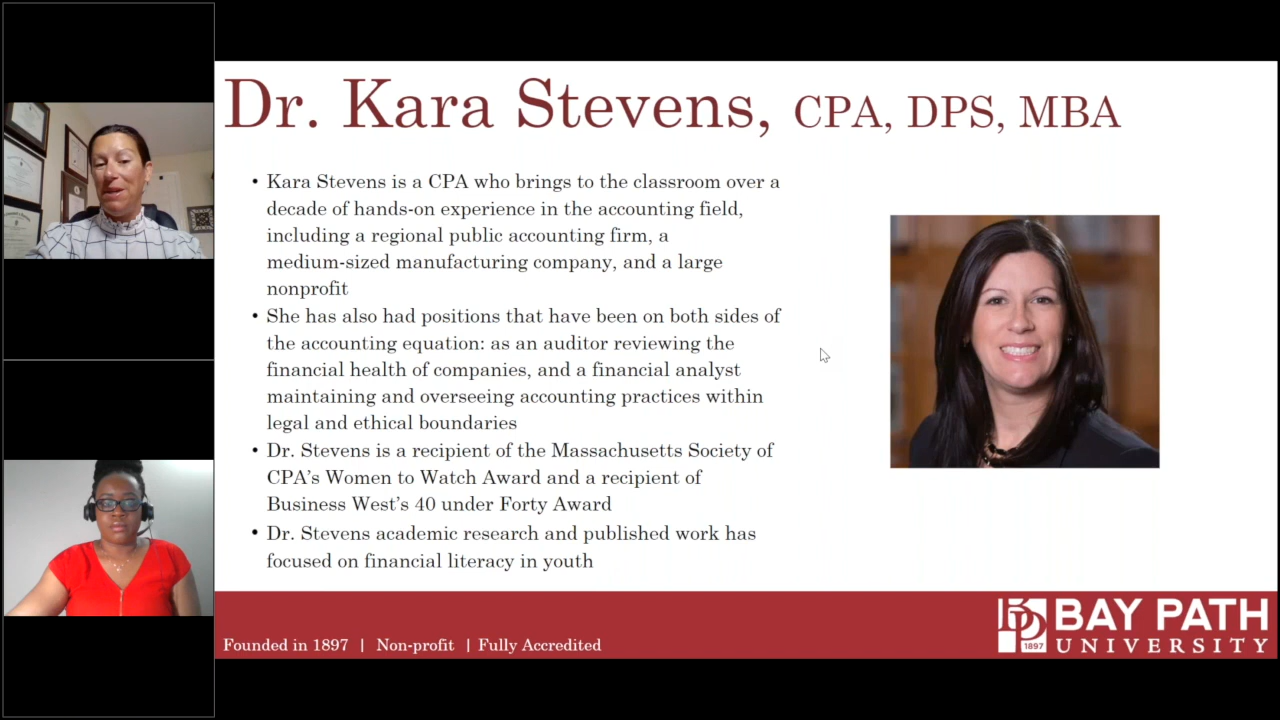 Dr. Kara Stevens, CPA, DPS, MBA
• Kara Stevens is a CPA who brings to the classroom over a
decade of hands-on experience in the accounting field,
including a regional public accounting firm, a
medium-sized manufacturing company, and a large
nonprofit
• She has also had positions that have been on both sides of
the accounting equation: as an auditor reviewing the
financial health of companies, and a financial analyst
maintaining and overseeing accounting practices within
legal and ethical boundaries
• Dr. Stevens is a recipient of the Massachusetts Society of
CPA's Women to Watch Award and a recipient of
Business West's 40 under Forty Award
• Dr. Stevens academic research and published work has
focused on financial literacy in youth
Founded in 1897 | Non-profit | Fully Accredited
1897
BAY PATH
UNIVERSITY